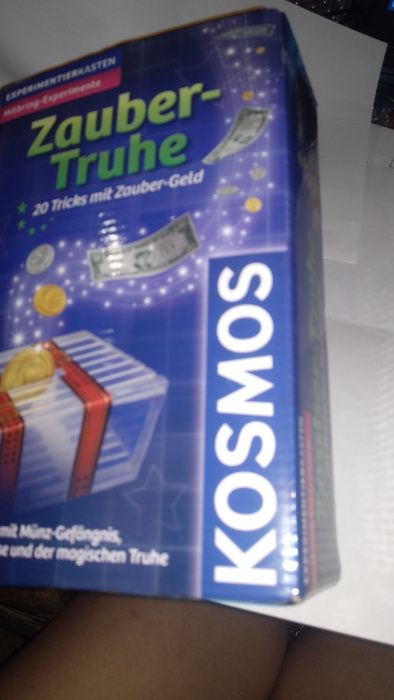 EXPERIMENTIERKASTEN
Mitbring-Experimente
Zauber-
Truhe
20 Tricks mit Zauber-Geld
KOSMOS
mit Münz-Gefängnis,
und der magischen Truhe